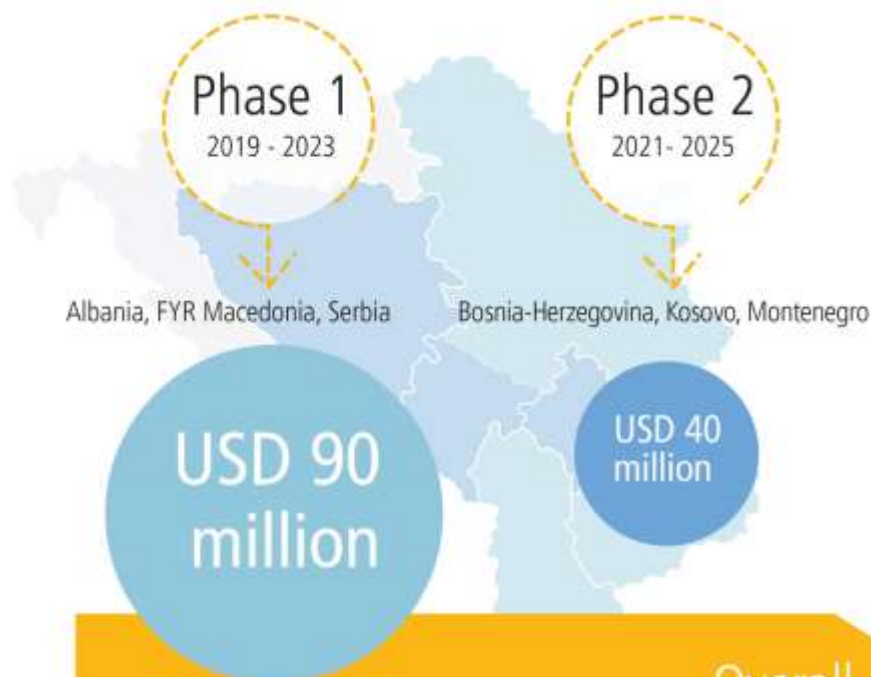 Phase 1
2019 - 2023
Phase 2
2021- 2025
Albania, FYR Macedonia, Serbia
Bosnia-Herzegovina, Kosovo, Montenegro
USD 90
million
USD 40
million
Overall